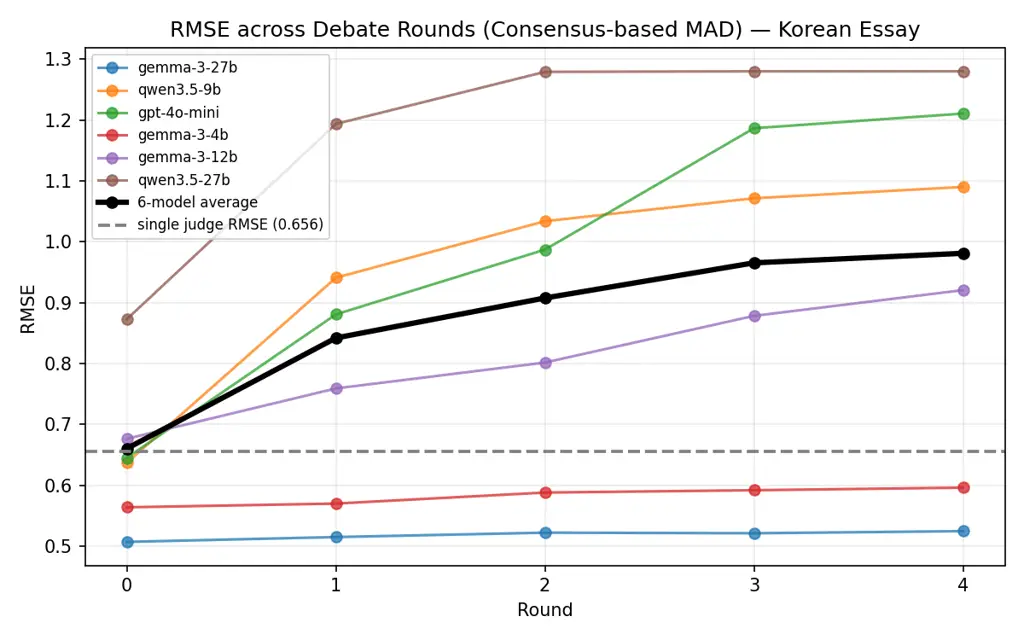 RMSE across Debate Rounds (Consensus-based MAD) — Korean Essay
gemma-3-27b
qwen3.5-9b
gpt-4o-mini
gemma-3-4b
gemma-3-12b
qwen3.5-27b
6-model average
single judge RMSE (0.656)
RMSE
1.3
1.2
1.1
1.0
0.9
0.8
0.7
0.6
0.5
0 1 2 3 4
Round